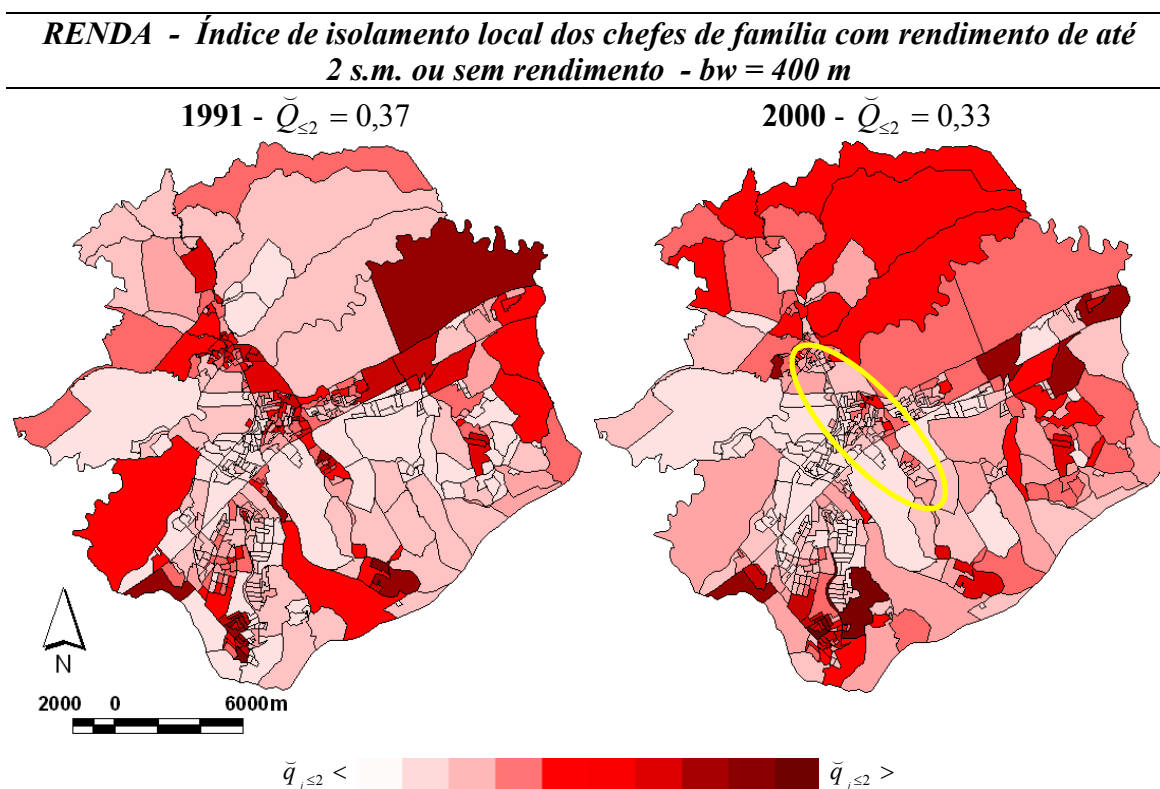 RENDA - Índice de isolamento local dos chefes de família com rendimento de até
2 s.m. ou sem rendimento - bw = 400 m
1991 - Q̆≤2 = 0,37
2000 - Q̆≤2 = 0,33
N
2000 0 6000m
q̆j≤2 <
q̆j≤2 >